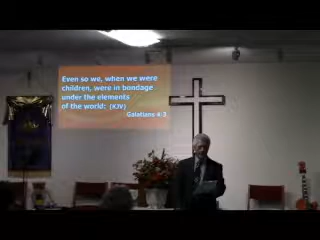 Even so we, when we were
children, were in bondage
under the elements
of the world: (KJV)
Galatians 4:3